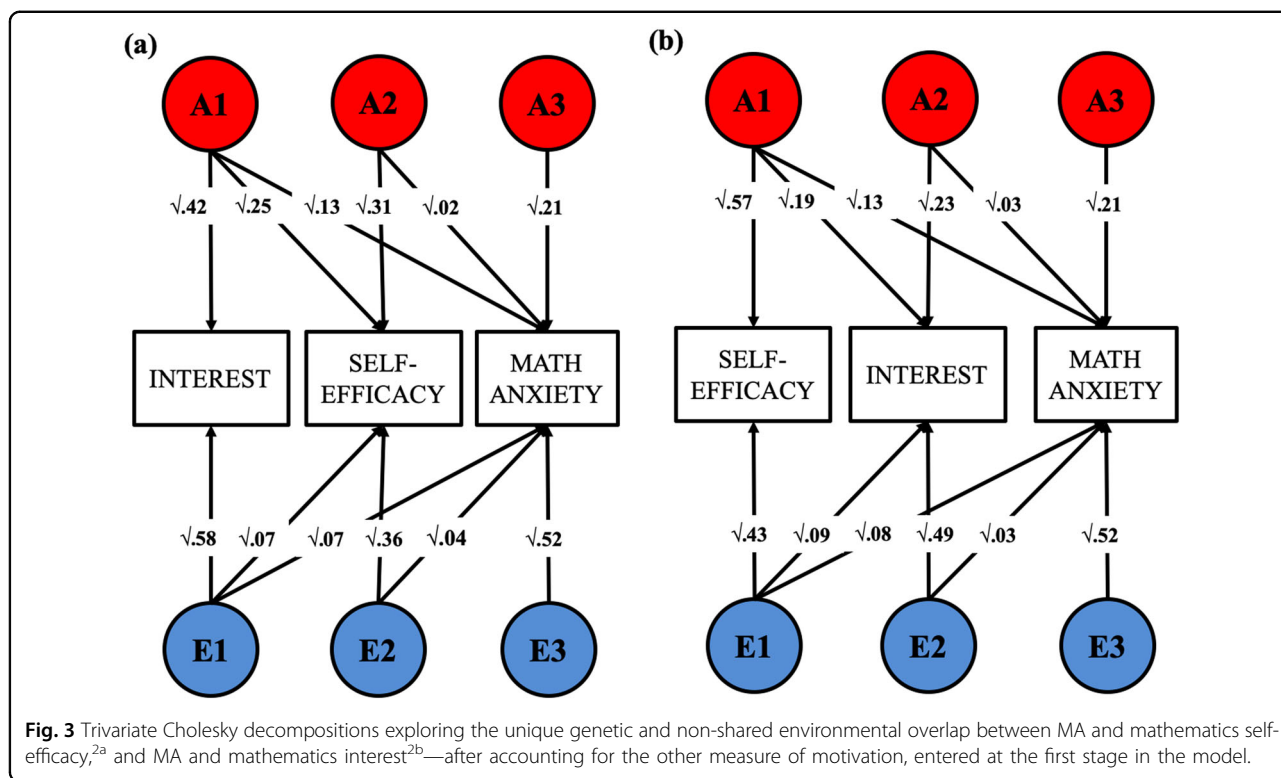 (a)
A1 A2 A3
√.42 √.25 √.13 √.31 √.02 √.21
INTEREST
SELF-
EFFICACY
MATH
ANXIETY
√.58 √.07 √.07 √.36 √.04 √.52
E1 E2 E3
(b)
A1 A2 A3
√.57 √.19 √.13 √.23 √.03 √.21
SELF-
EFFICACY
INTEREST
MATH
ANXIETY
√.43 √.09 √.08 √.49 √.03 √.52
E1 E2 E3
Fig. 3 Trivariate Cholesky decompositions exploring the unique genetic and non-shared environmental overlap between MA and mathematics self-
efficacy,2a and MA and mathematics interest2b—after accounting for the other measure of motivation, entered at the first stage in the model.